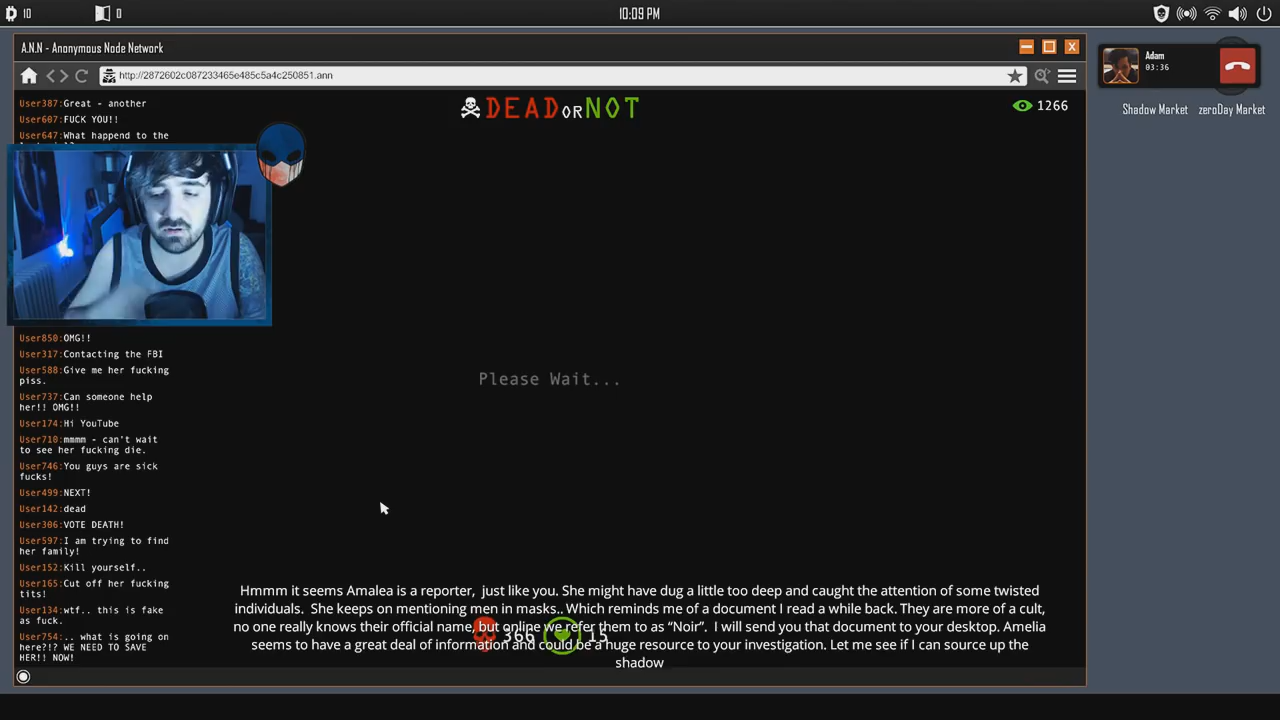 10
0
10:09 PM
A.N.N - Anonymous Node Network
http://2872602c087233465e485c5a4c250851.ann
Adam
03:36
Shadow Market
zeroDay Market
DEAD OR NOT
1266
User387:Great - another
User607:FUCK YOU!!
User647:What happend to the
User850:OMG!!
User317:Contacting the FBI
User588:Give me her fucking
piss.
User737:Can someone help
her!! OMG!!
User174:Hi YouTube
User710:mmmm - can't wait
to see her fucking die.
User746:You guys are sick
fucks!
User499:NEXT!
User142:dead
User306:VOTE DEATH!
User597:I am trying to find
her family!
User152:Kill yourself..
User165:Cut off her fucking
tits!
User134:wtf.. this is fake
as fuck.
User754:.. what is going on
here?!? WE NEED TO SAVE
HER!! NOW!
Please Wait...
366
15
Hmmm it seems Amalea is a reporter, just like you. She might have dug a little too deep and caught the attention of some twisted
individuals. She keeps on mentioning men in masks.. Which reminds me of a document I read a while back. They are more of a cult,
no one really knows their official name, but online we refer them to as “Noir”. I will send you that document to your desktop. Amelia
seems to have a great deal of information and could be a huge resource to your investigation. Let me see if I can source up the
shadow